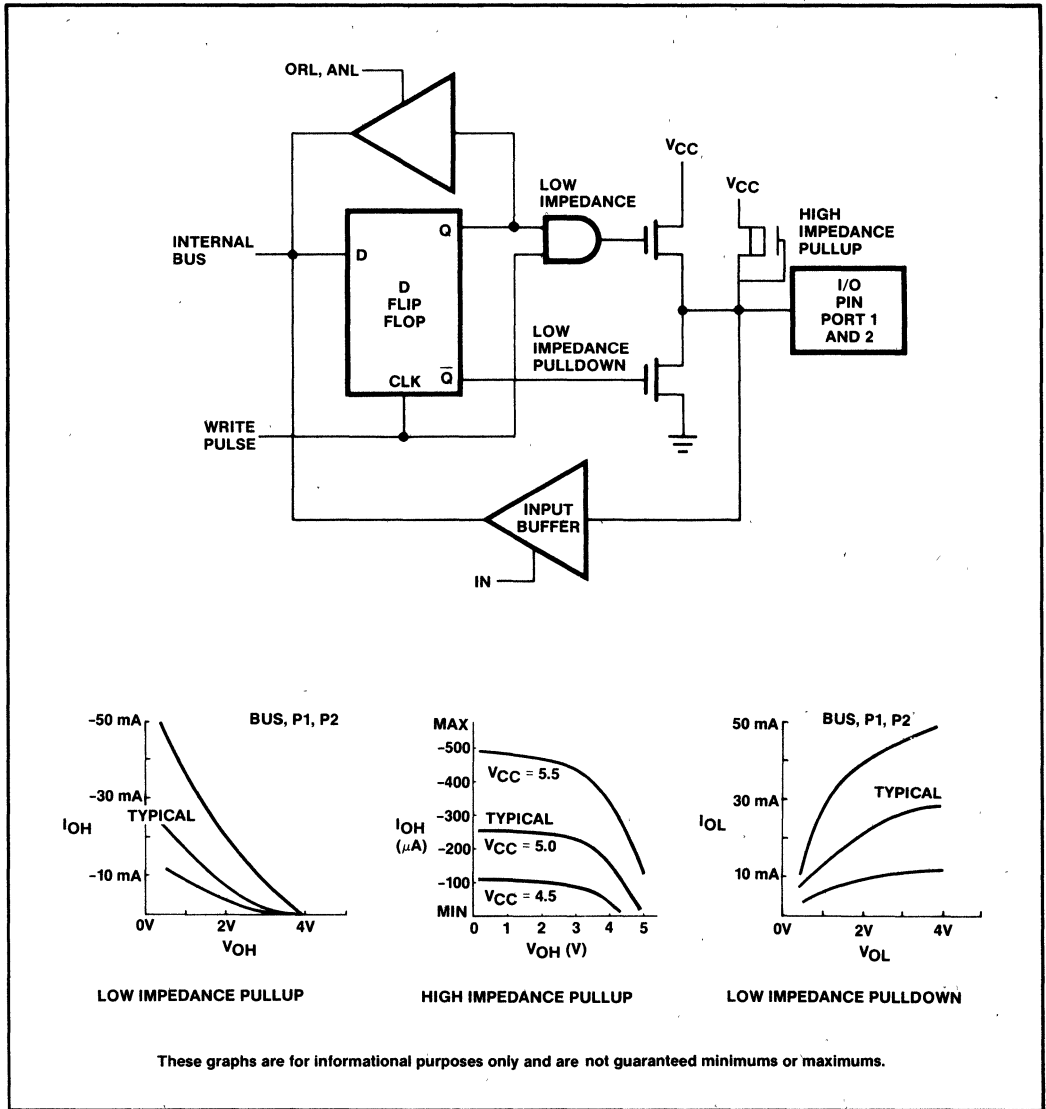 ORL, ANL
VCC
LOW
IMPEDANCE
VCC
HIGH
IMPEDANCE
PULLUP
INTERNAL
BUS
D
Q
D
FLIP
FLOP
I/O
PIN
PORT 1
AND 2
LOW
IMPEDANCE
PULLDOWN
CLK
Q̅
WRITE
PULSE
INPUT
BUFFER
IN
-50 mA
BUS, P1, P2
-30 mA
TYPICAL
IOH
-10 mA
0V 2V 4V
VOH
LOW IMPEDANCE PULLUP
MAX
-500
VCC = 5.5
-400
-300
TYPICAL
IOH
(μA)
VCC = 5.0
-200
-100
VCC = 4.5
MIN
0 1 2 3 4 5
VOH (V)
HIGH IMPEDANCE PULLUP
50 mA
BUS, P1, P2
30 mA
TYPICAL
IOL
10 mA
0V 2V 4V
VOL
LOW IMPEDANCE PULLDOWN
These graphs are for informational purposes only and are not guaranteed minimums or maximums.